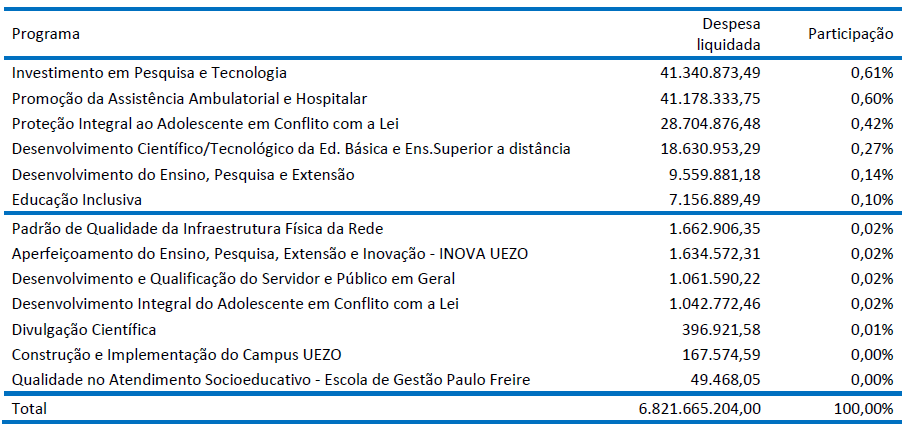 Programa Despesa liquidada Participação
Investimento em Pesquisa e Tecnologia 41.340.873,49 0,61%
Promoção da Assistência Ambulatorial e Hospitalar 41.178.333,75 0,60%
Proteção Integral ao Adolescente em Conflito com a Lei 28.704.876,48 0,42%
Desenvolvimento Científico/Tecnológico da Ed. Básica e Ens.Superior a distância 18.630.953,29 0,27%
Desenvolvimento do Ensino, Pesquisa e Extensão 9.559.881,18 0,14%
Educação Inclusiva 7.156.889,49 0,10%
Padrão de Qualidade da Infraestrutura Física da Rede 1.662.906,35 0,02%
Aperfeiçoamento do Ensino, Pesquisa, Extensão e Inovação - INOVA UEZO 1.634.572,31 0,02%
Desenvolvimento e Qualificação do Servidor e Público em Geral 1.061.590,22 0,02%
Desenvolvimento Integral do Adolescente em Conflito com a Lei 1.042.772,46 0,02%
Divulgação Científica 396.921,58 0,01%
Construção e Implementação do Campus UEZO 167.574,59 0,00%
Qualidade no Atendimento Socioeducativo - Escola de Gestão Paulo Freire 49.468,05 0,00%
Total 6.821.665.204,00 100,00%